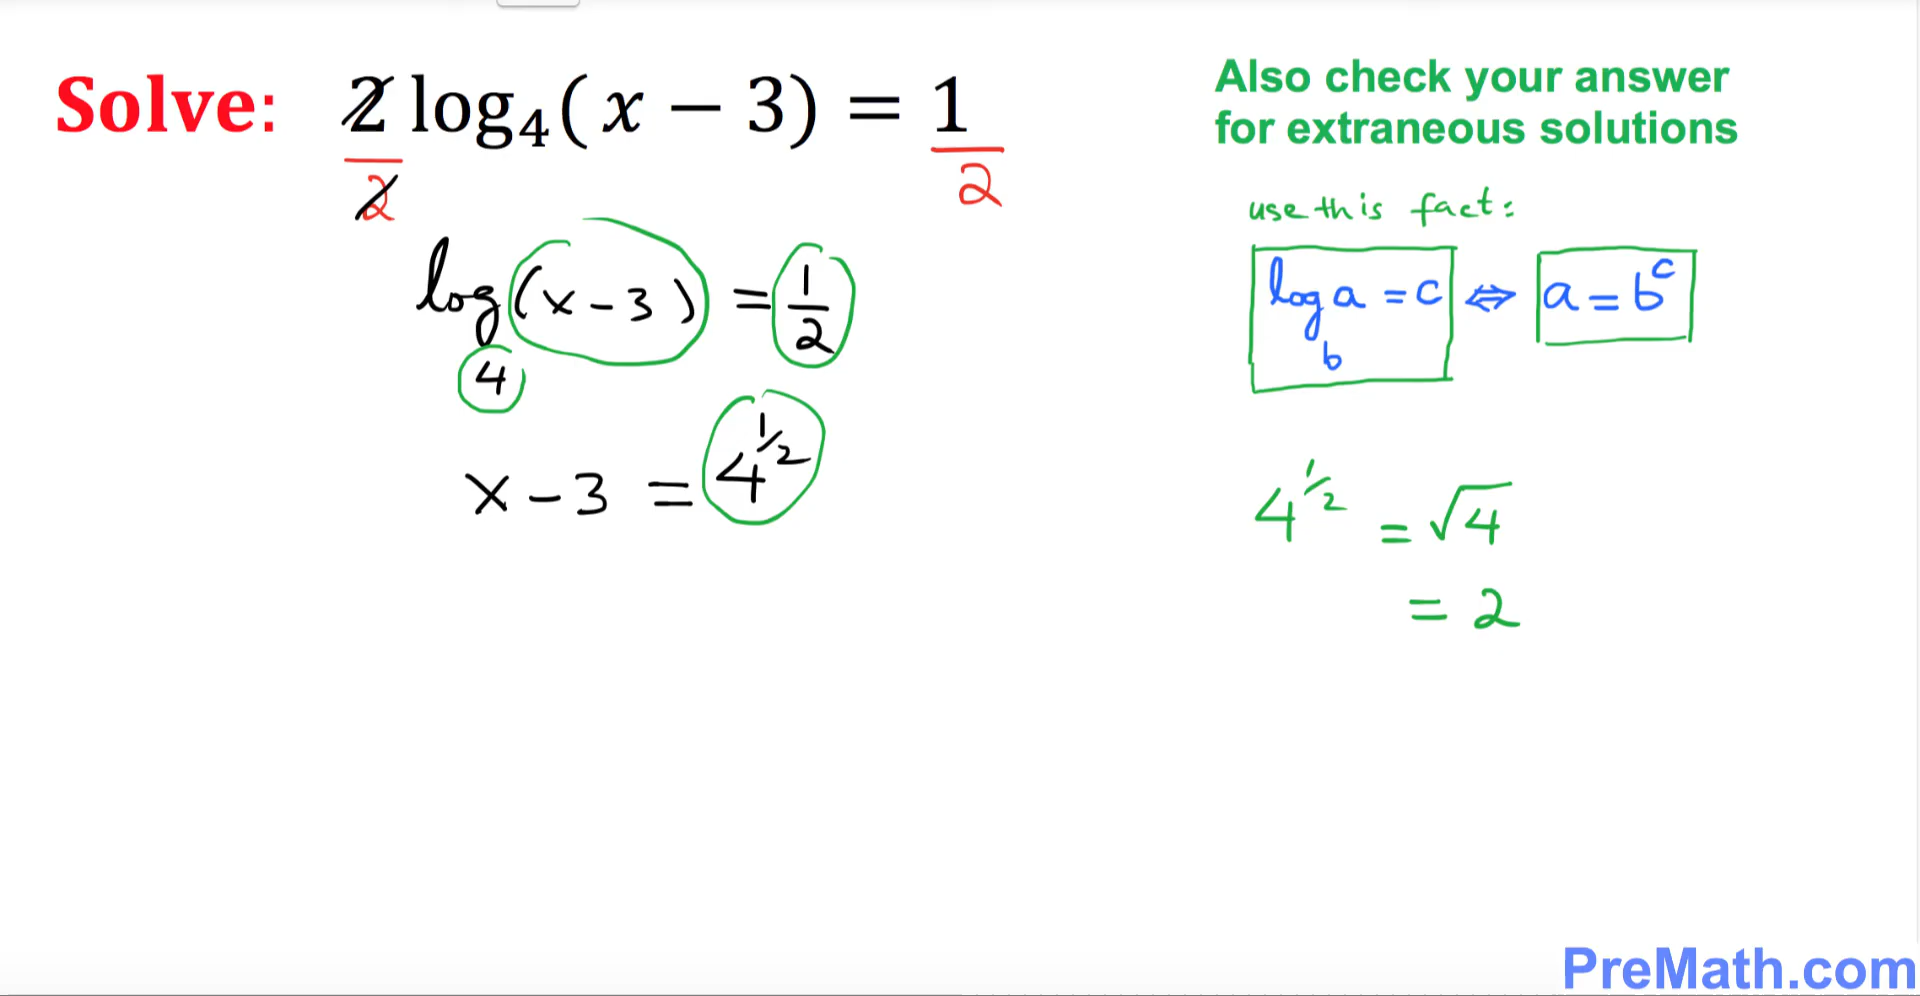 Solve: 2 log₄(x − 3) = 1
2 2
log₄(x − 3) = 1/2
x − 3 = 4^1/2
Also check your answer
for extraneous solutions
use this fact:
log_b a = c ⇔ a = b^c
4^1/2 = √4
= 2
PreMath.com